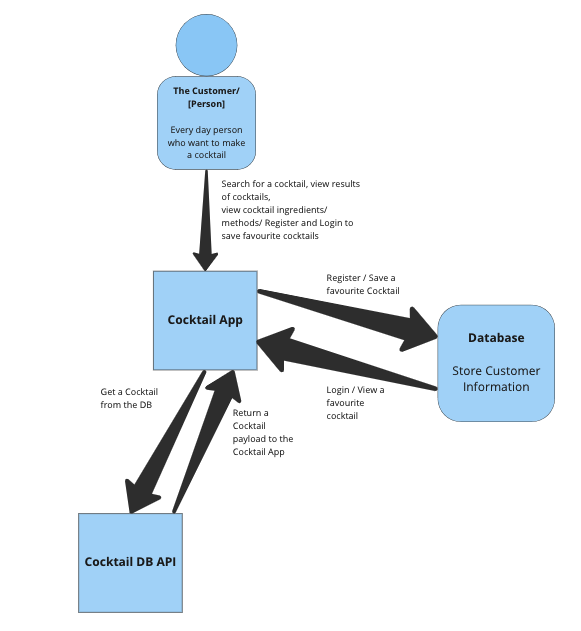 The Customer/
[Person]
Every day person
who want to make
a cocktail
Search for a cocktail, view results
of cocktails,
view cocktail ingredients/
methods/ Register and Login to
save favourite cocktails
Cocktail App
Register / Save a
favourite Cocktail
Database
Store Customer
Information
Login / View a
favourite
cocktail
Get a Cocktail
from the DB
Return a
Cocktail
payload to the
Cocktail App
Cocktail DB API